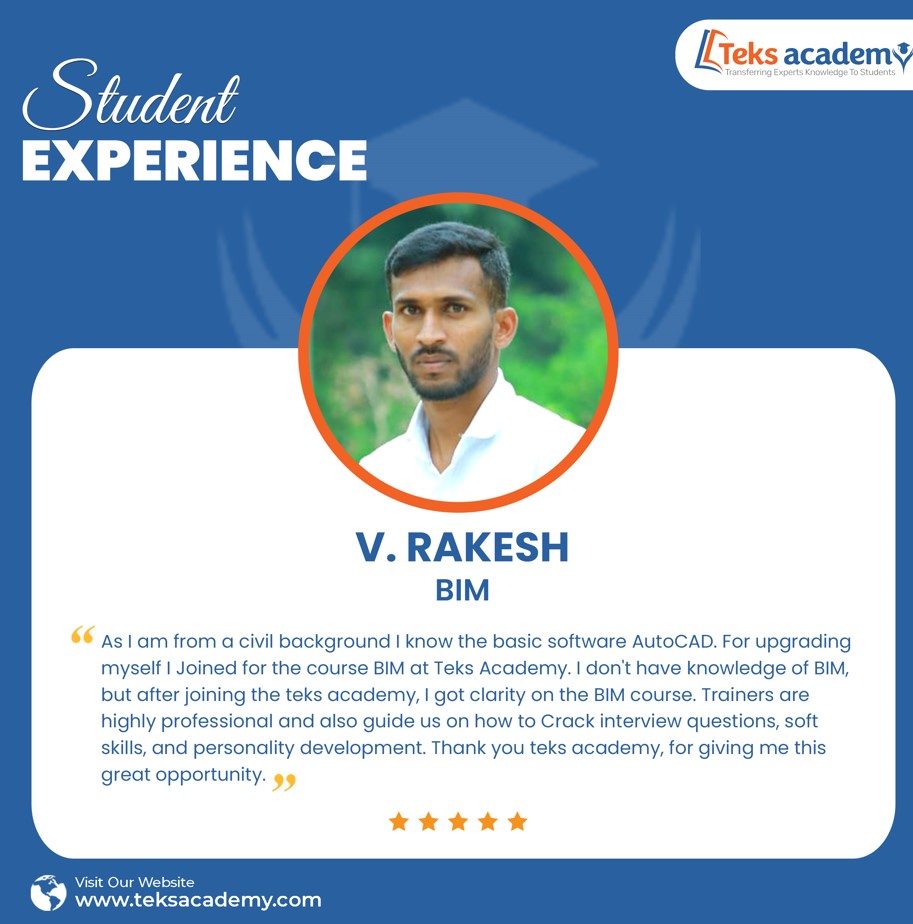 Teks academy
Transferring Experts Knowledge To Students
Student
EXPERIENCE
V. RAKESH
BIM
“ As I am from a civil background I know the basic software AutoCAD. For upgrading
myself I Joined for the course BIM at Teks Academy. I don't have knowledge of BIM,
but after joining the teks academy, I got clarity on the BIM course. Trainers are
highly professional and also guide us on how to Crack interview questions, soft
skills, and personality development. Thank you teks academy, for giving me this
great opportunity. ”
Visit Our Website
www.teksacademy.com